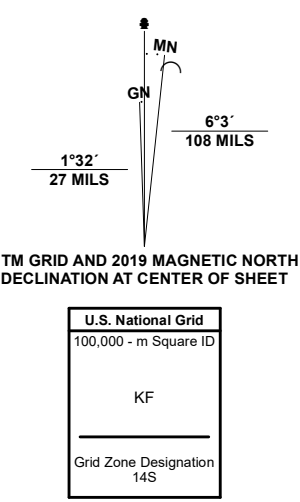 MN
GN
6°3´
108 MILS
1°32´
27 MILS
TM GRID AND 2019 MAGNETIC NORTH
DECLINATION AT CENTER OF SHEET
U.S. National Grid
100,000 - m Square ID
KF
Grid Zone Designation
14S